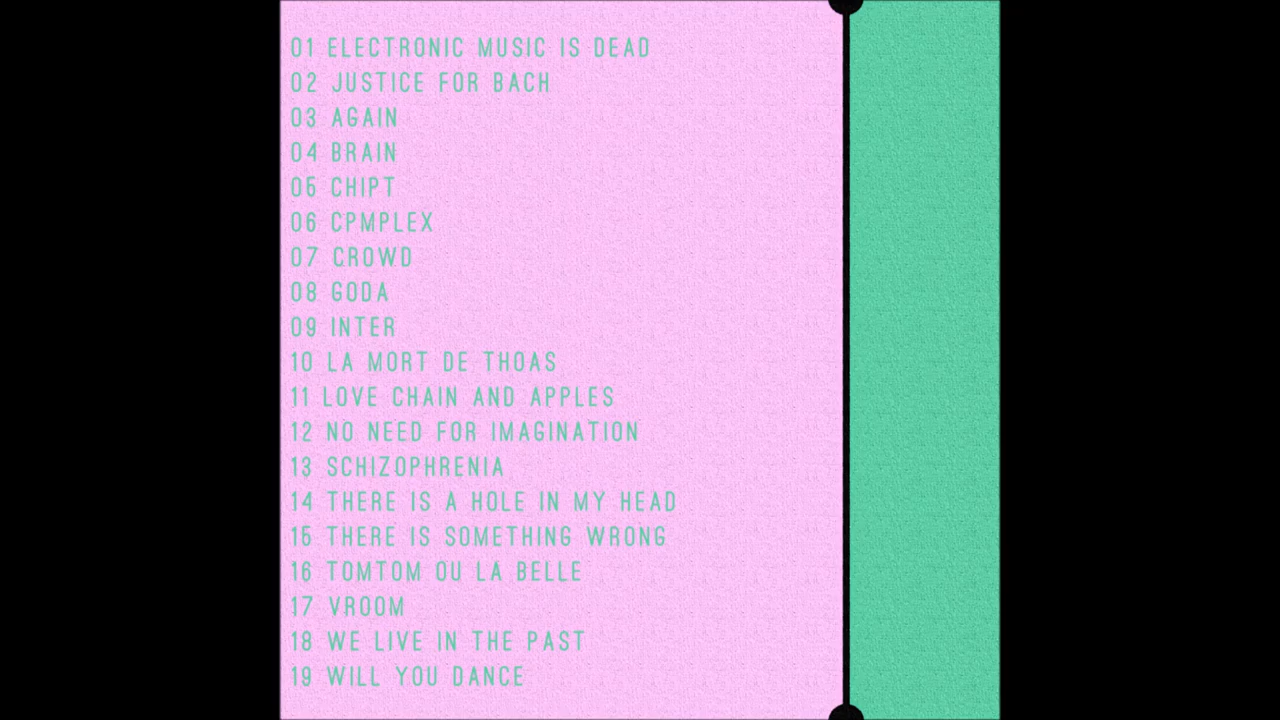 01 ELECTRONIC MUSIC IS DEAD
02 JUSTICE FOR BACH
03 AGAIN
04 BRAIN
05 CHIPT
06 CPMPLEX
07 CROWD
08 GODA
09 INTER
10 LA MORT DE THOAS
11 LOVE CHAIN AND APPLES
12 NO NEED FOR IMAGINATION
13 SCHIZOPHRENIA
14 THERE IS A HOLE IN MY HEAD
15 THERE IS SOMETHING WRONG
16 TOMTOM OU LA BELLE
17 VROOM
18 WE LIVE IN THE PAST
19 WILL YOU DANCE